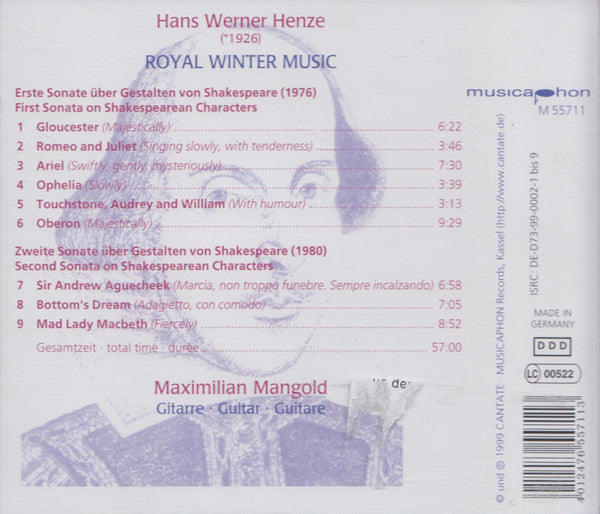 Hans Werner Henze
(*1926)
ROYAL WINTER MUSIC
Erste Sonate über Gestalten von Shakespeare (1976)
First Sonata on Shakespearean Characters
1 Gloucester (Majestically) 6:22
2 Romeo and Juliet (Singing slowly, with tenderness) 3:46
3 Ariel (Swiftly, gently, mysteriously) 7:30
4 Ophelia (Slowly) 3:39
5 Touchstone, Audrey and William (With humour) 3:13
6 Oberon (Majestically) 9:29
Zweite Sonate über Gestalten von Shakespeare (1980)
Second Sonata on Shakespearean Characters
7 Sir Andrew Aguecheek (Marcia, non troppo funebre. Sempre incalzando) 6:58
8 Bottom's Dream (Adagietto, con comodo) 7:05
9 Mad Lady Macbeth (Fiercely) 8:52
Gesamtzeit · total time · durée 57:00
Maximilian Mangold
Gitarre · Guitar · Guitare
musicaphon
M 55711
© und ℗ 1999 CANTATE MUSICAPHON Records, Kassel (http://www.cantate.de)
ISRC: DE-D73-99-0002-1 bis 9
MADE IN
GERMANY
D D D
LC 00522
4012476557113